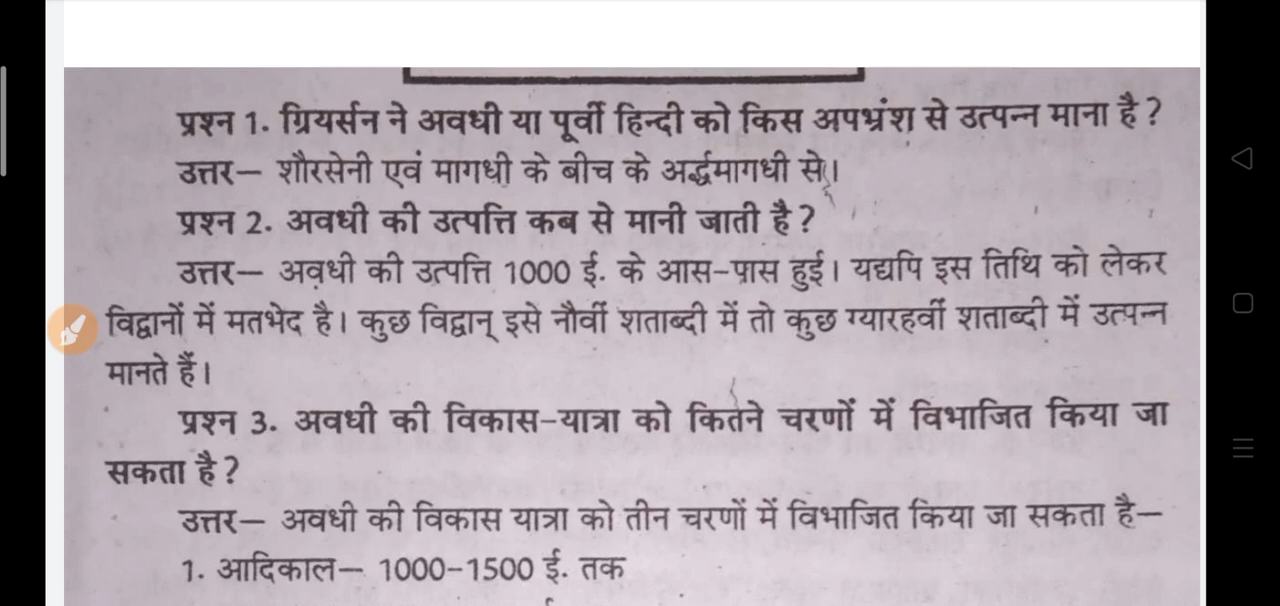 प्रश्न 1. ग्रियर्सन ने अवधी या पूर्वी हिन्दी को किस अपभ्रंश से उत्पन्न माना है ?
उत्तर— शौरसेनी एवं मागधी के बीच के अर्द्धमागधी से।
प्रश्न 2. अवधी की उत्पत्ति कब से मानी जाती है ?
उत्तर— अवधी की उत्पत्ति 1000 ई. के आस-पास हुई। यद्यपि इस तिथि को लेकर
विद्वानों में मतभेद है। कुछ विद्वान् इसे नौवीं शताब्दी में तो कुछ ग्यारहवीं शताब्दी में उत्पन्न
मानते हैं।
प्रश्न 3. अवधी की विकास-यात्रा को कितने चरणों में विभाजित किया जा
सकता है ?
उत्तर— अवधी की विकास यात्रा को तीन चरणों में विभाजित किया जा सकता है—
1. आदिकाल— 1000-1500 ई. तक